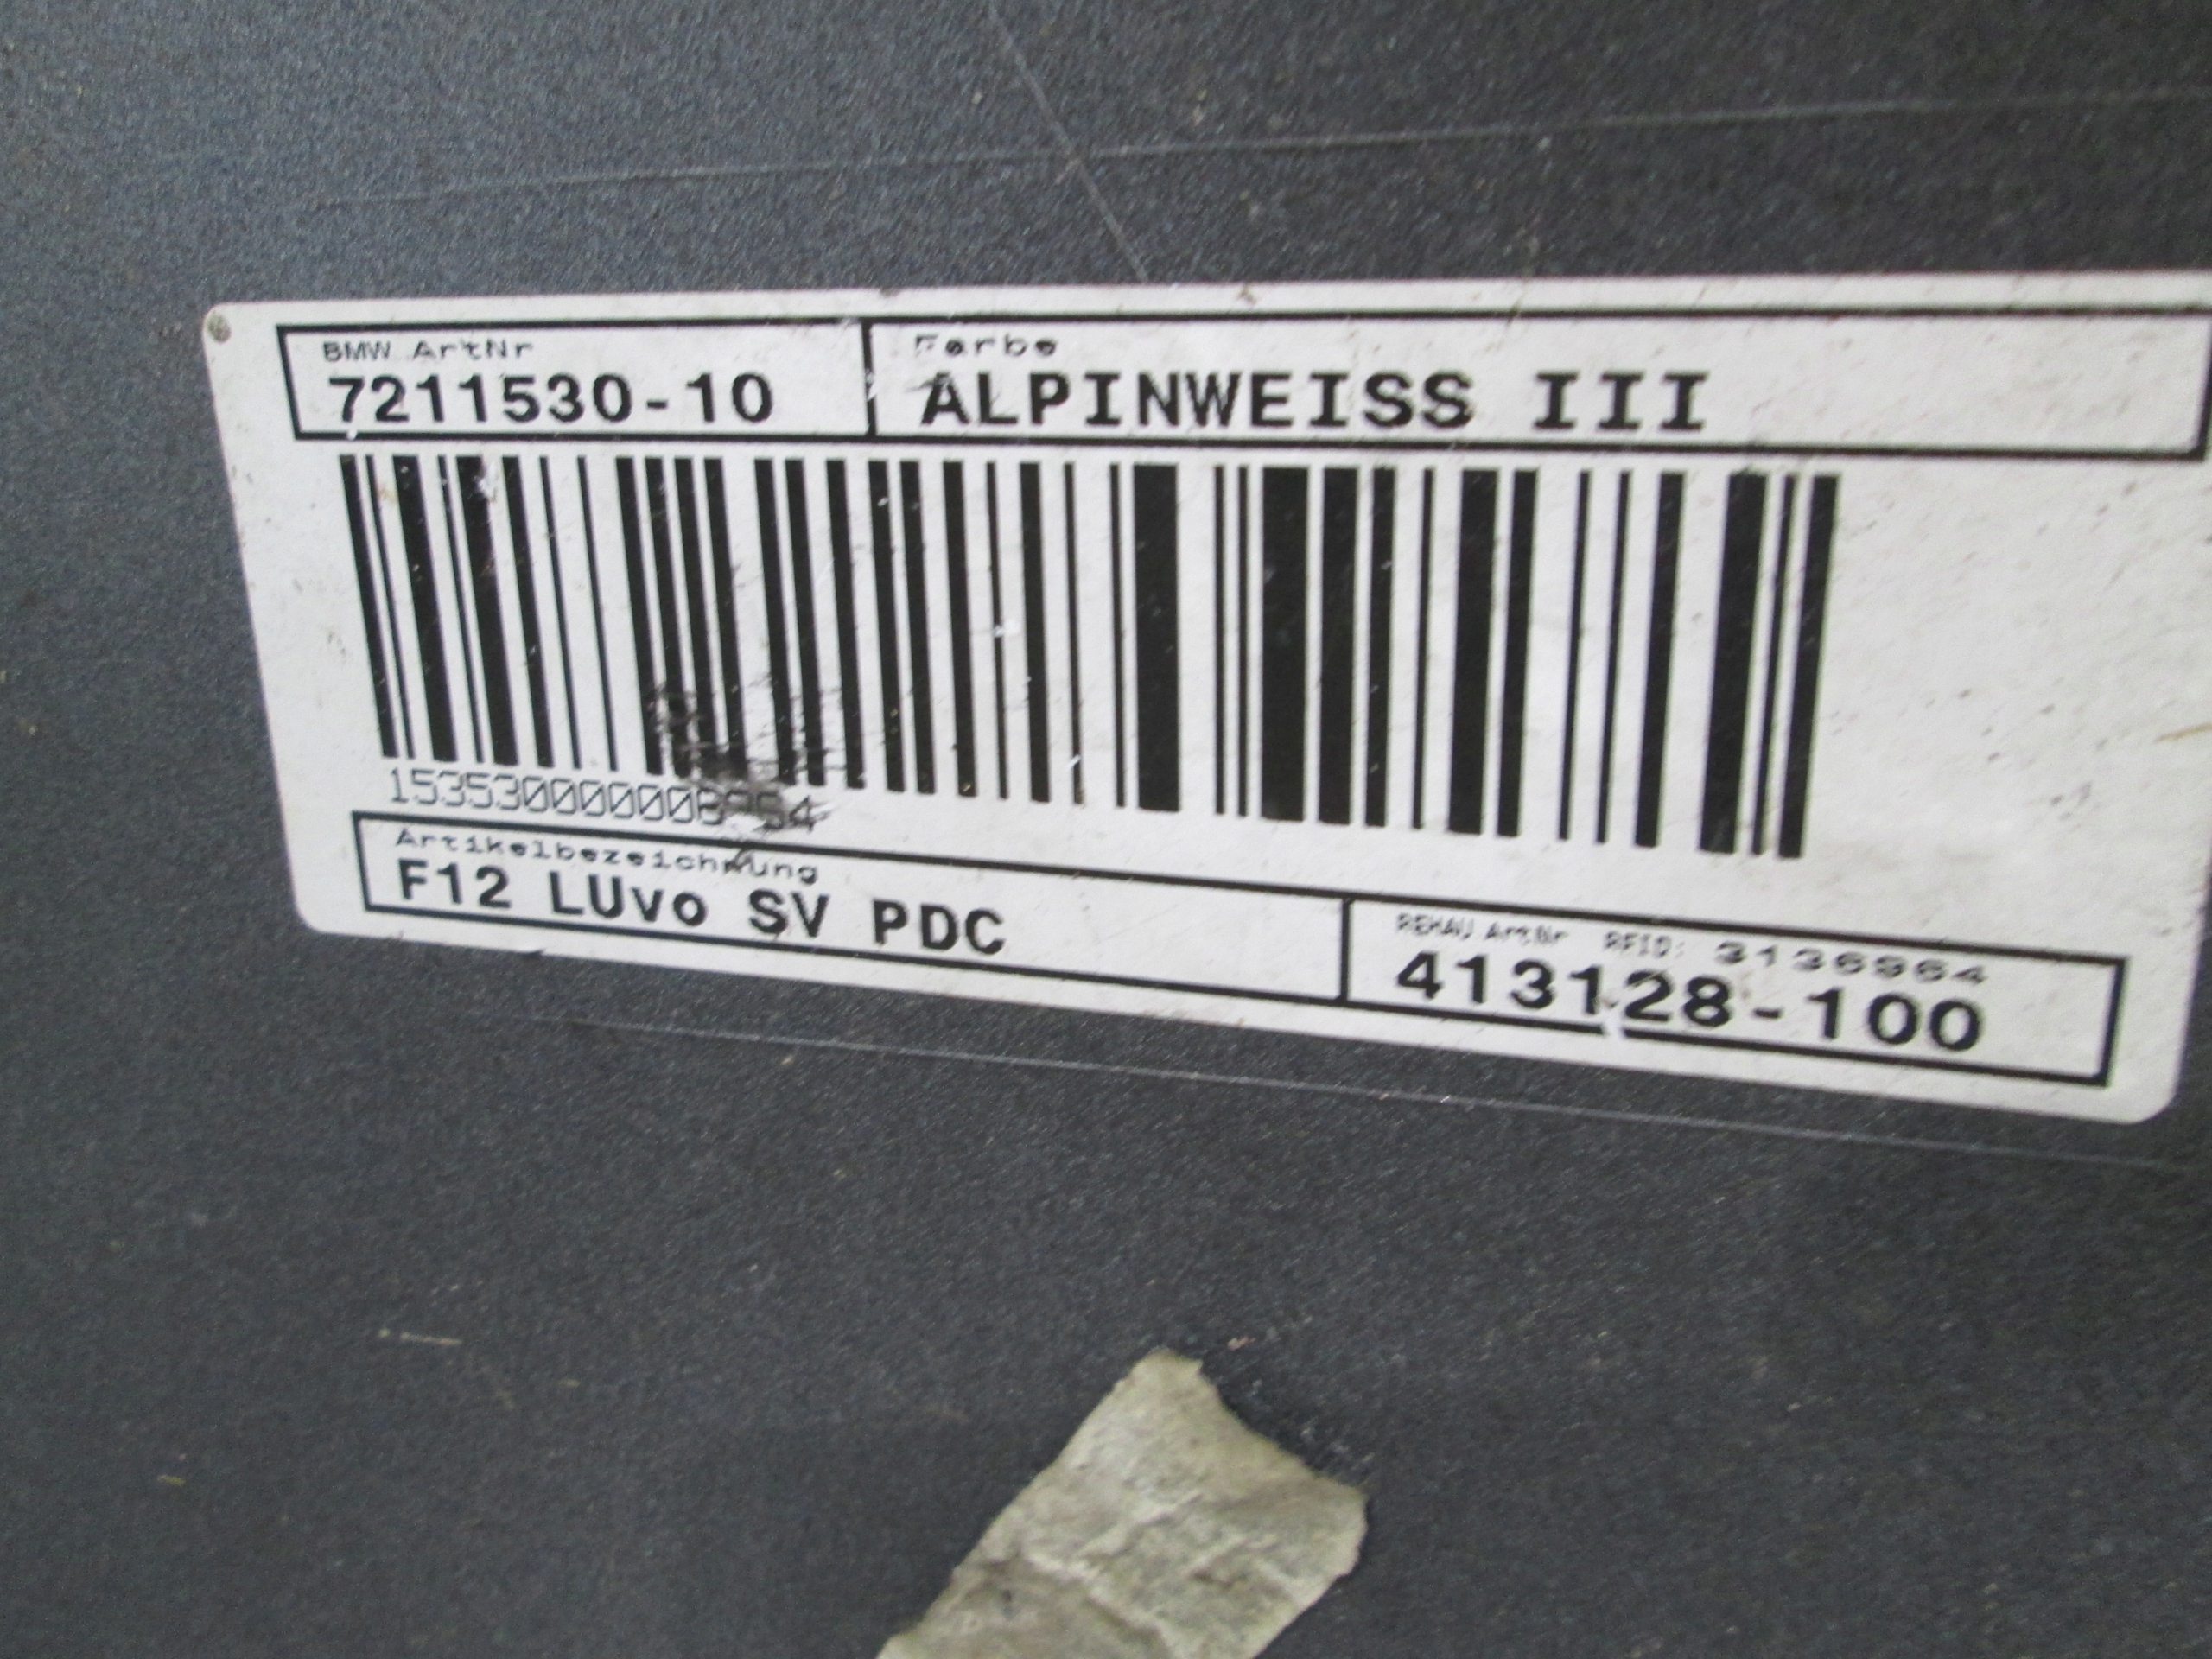 BMW ArtNr
7211530-10
Farbe
ALPINWEISS III
Artikelbezeichnung
F12 LUvo SV PDC
REHAU ArtNr RFID: 3136964
413128-100